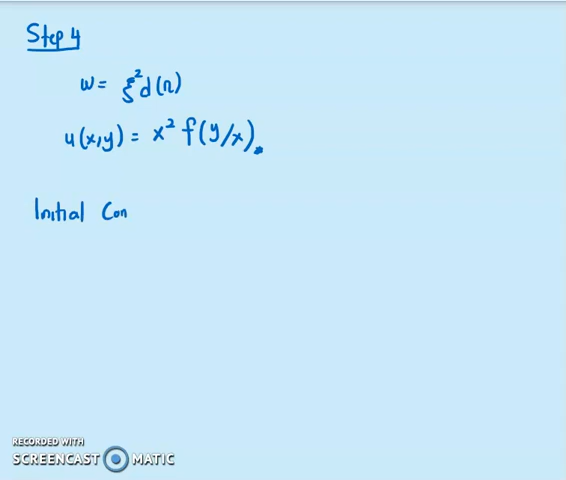 Step 4
w = ξ²d(η)
u(x,y) = x² f(y/x)
Initial Con
RECORDED WITH
SCREENCAST MATIC